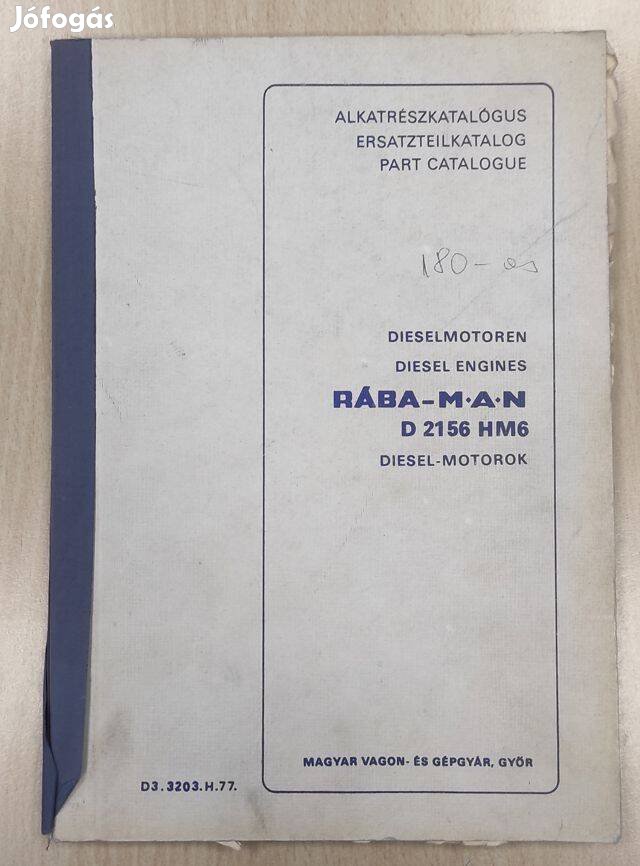 Jófogás
ALKATRÉSZKATALÓGUS
ERSATZTEILKATALOG
PART CATALOGUE
180-as
DIESELMOTOREN
DIESEL ENGINES
RÁBA-M·A·N
D 2156 HM6
DIESEL-MOTOROK
MAGYAR VAGON- ÉS GÉPGYÁR, GYŐR
D3.3203.H.77.